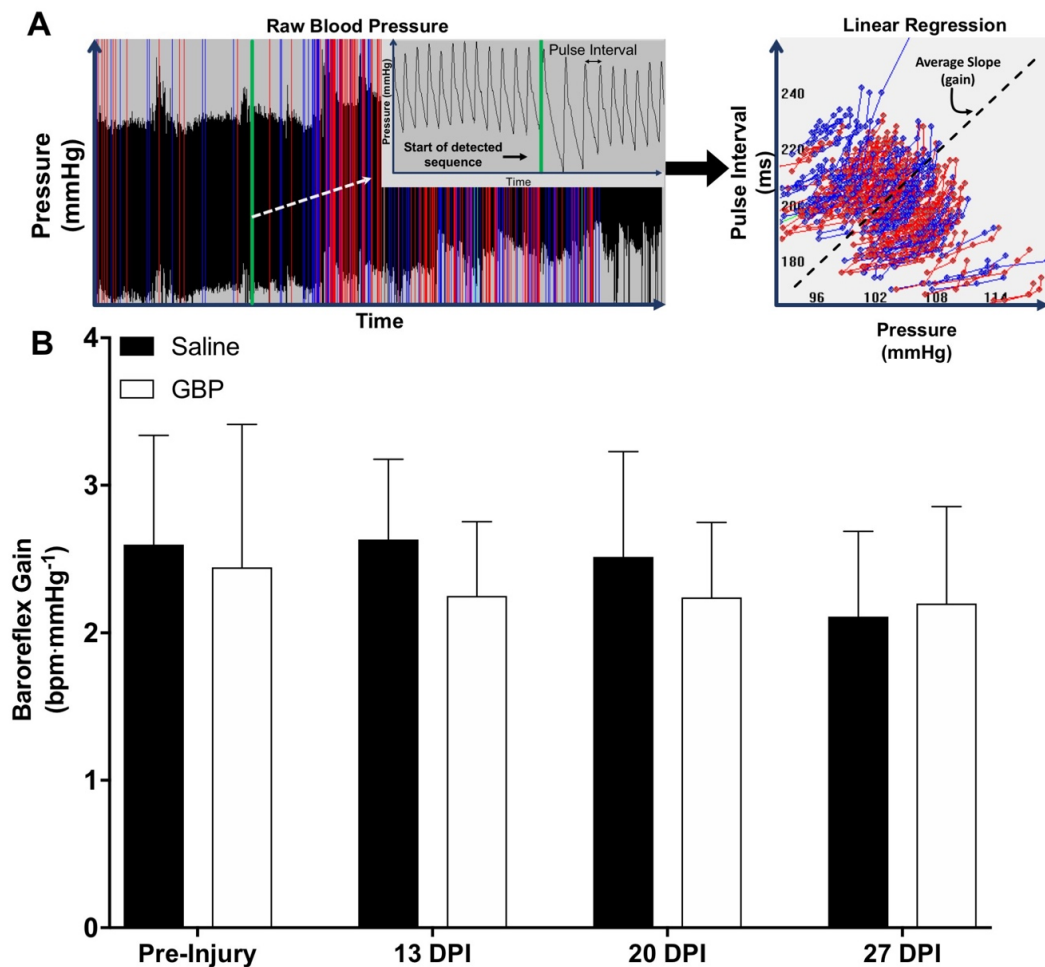 A
Raw Blood Pressure
Linear Regression
Pressure
(mmHg)
Time
Pressure (mmHg)
Pulse Interval
Start of detected
sequence
Time
Pulse Interval
(ms)
240
220
200
180
Average Slope
(gain)
96
102
108
114
Pressure
(mmHg)
B
Saline
GBP
Baroreflex Gain
(bpm·mmHg⁻¹)
4
3
2
1
0
Pre-Injury
13 DPI
20 DPI
27 DPI